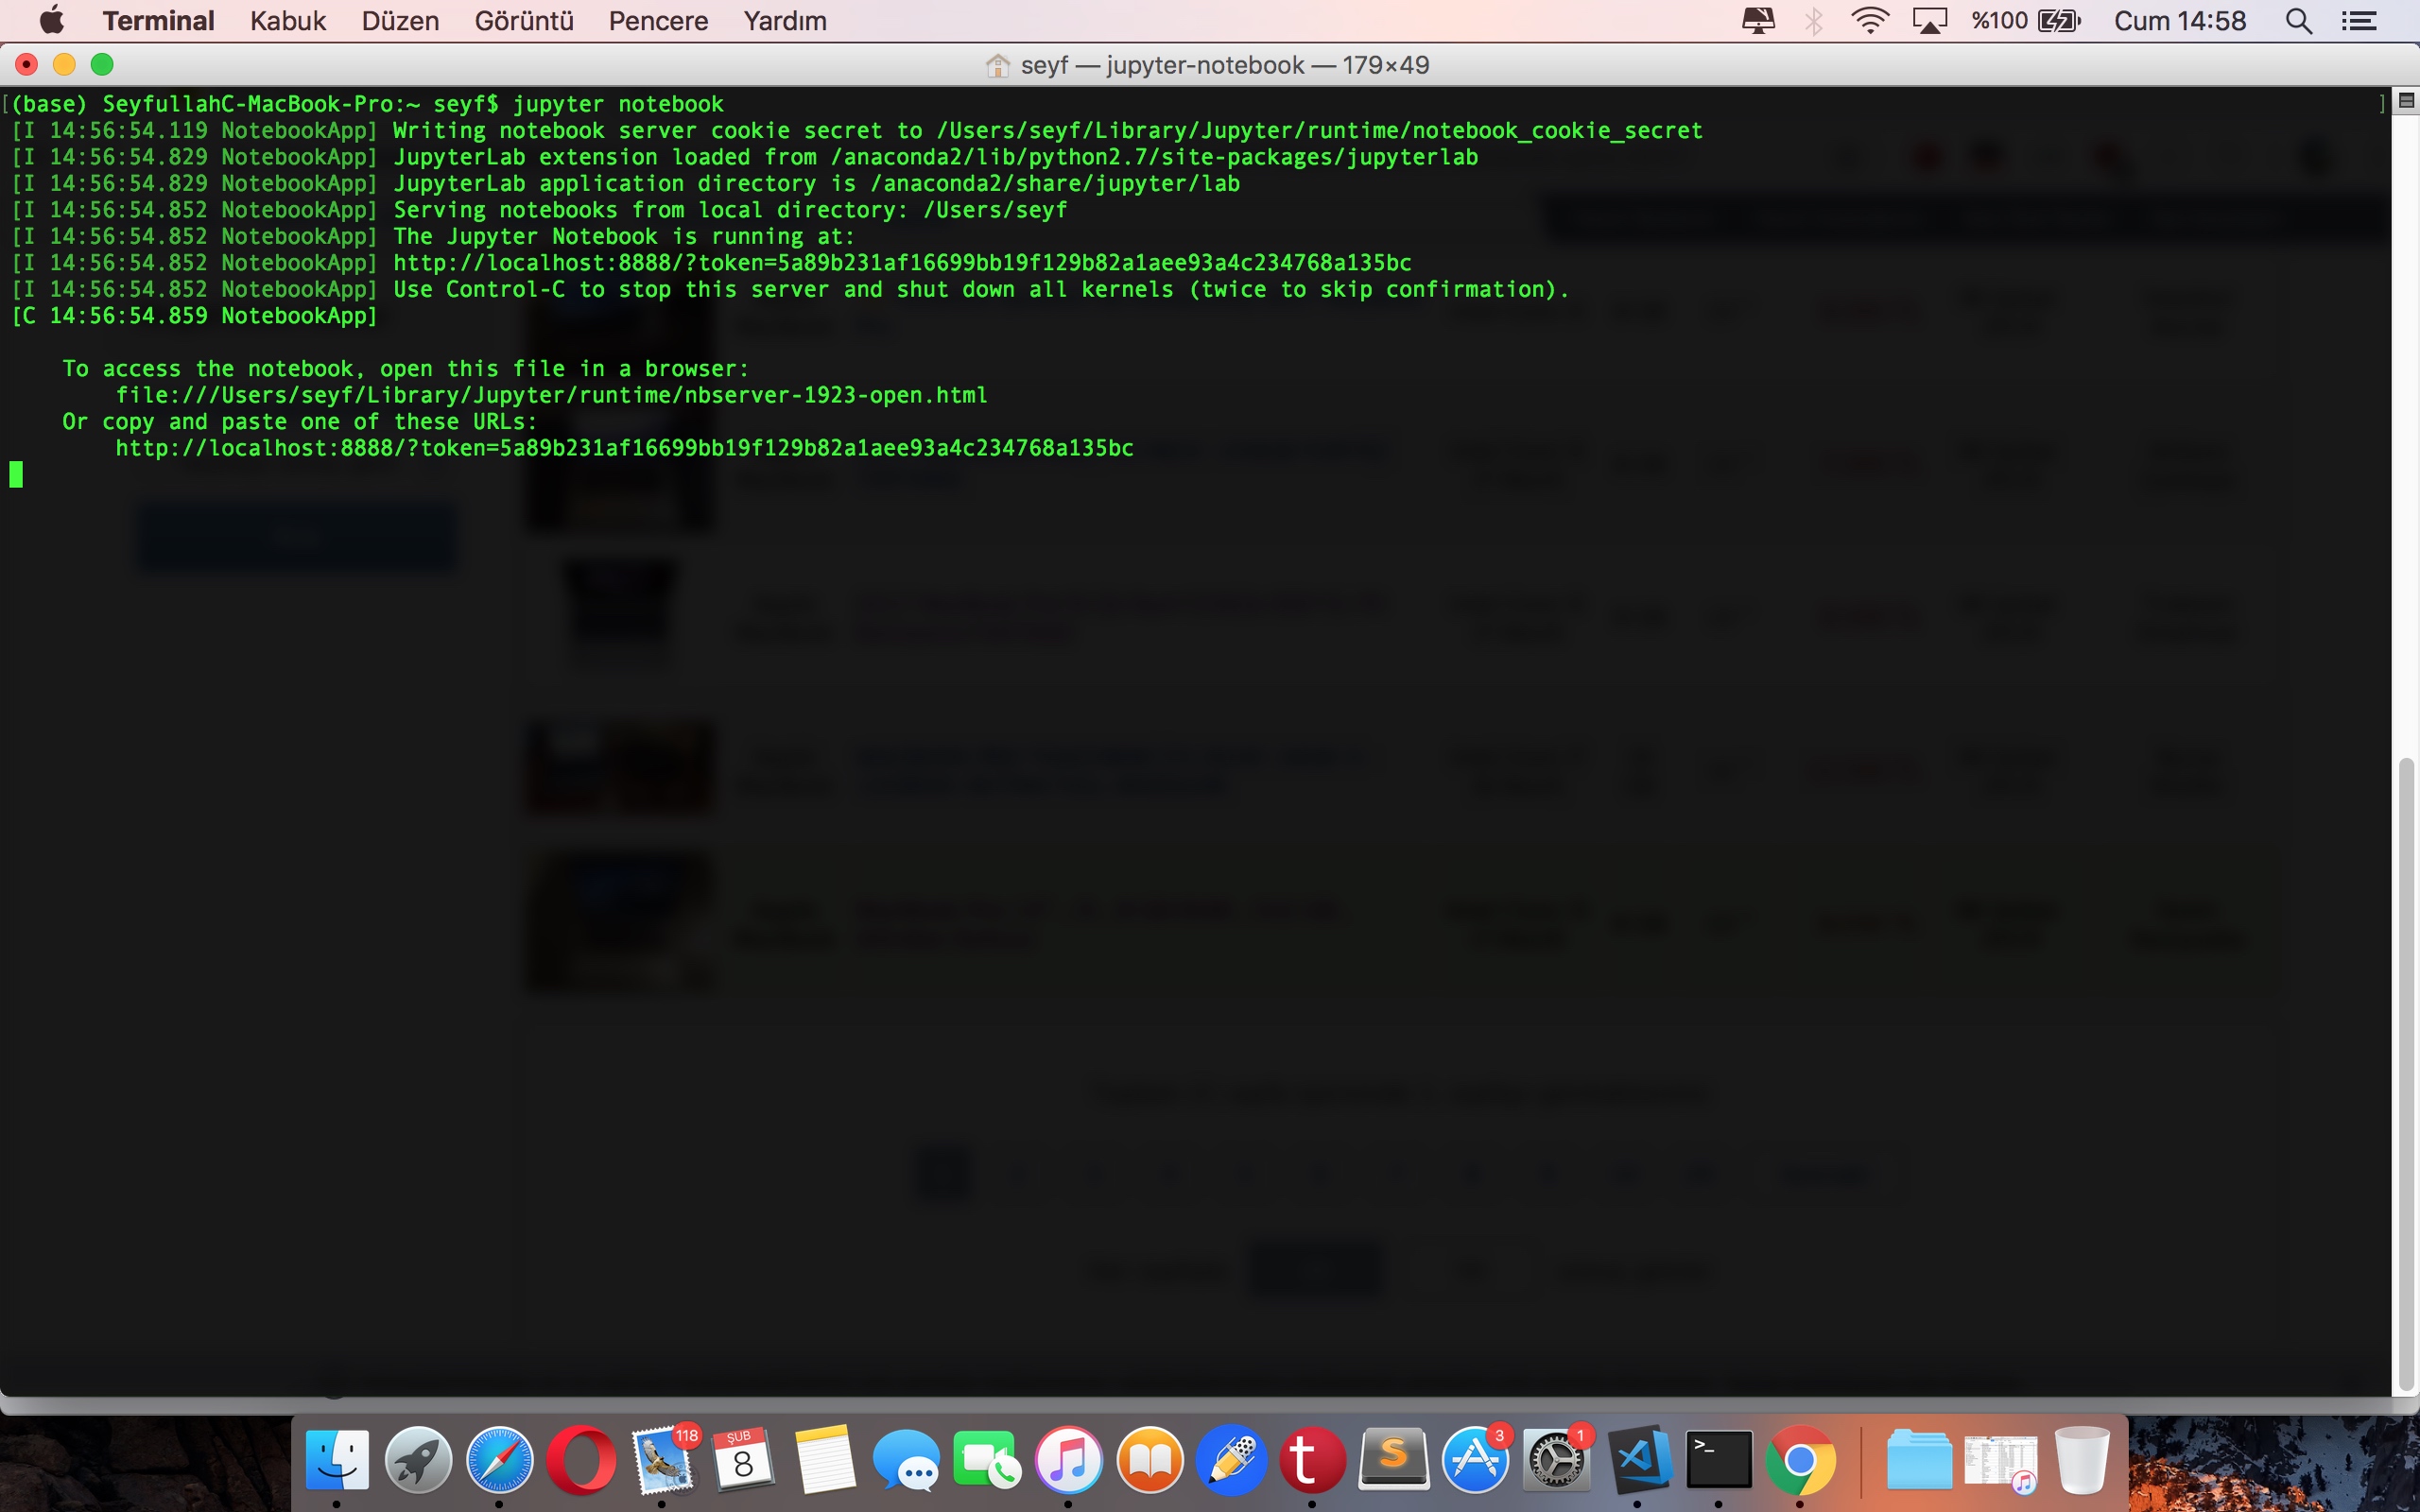 Terminal Kabuk Düzen Görüntü Pencere Yardım %100 Cum 14:58
seyf — jupyter-notebook — 179×49
[(base) SeyfullahC-MacBook-Pro:~ seyf$ jupyter notebook ]
[I 14:56:54.119 NotebookApp] Writing notebook server cookie secret to /Users/seyf/Library/Jupyter/runtime/notebook_cookie_secret
[I 14:56:54.829 NotebookApp] JupyterLab extension loaded from /anaconda2/lib/python2.7/site-packages/jupyterlab
[I 14:56:54.829 NotebookApp] JupyterLab application directory is /anaconda2/share/jupyter/lab
[I 14:56:54.852 NotebookApp] Serving notebooks from local directory: /Users/seyf
[I 14:56:54.852 NotebookApp] The Jupyter Notebook is running at:
[I 14:56:54.852 NotebookApp] http://localhost:8888/?token=5a89b231af16699bb19f129b82a1aee93a4c234768a135bc
[I 14:56:54.852 NotebookApp] Use Control-C to stop this server and shut down all kernels (twice to skip confirmation).
[C 14:56:54.859 NotebookApp]
To access the notebook, open this file in a browser:
file:///Users/seyf/Library/Jupyter/runtime/nbserver-1923-open.html
Or copy and paste one of these URLs:
http://localhost:8888/?token=5a89b231af16699bb19f129b82a1aee93a4c234768a135bc
118
ŞUB
8
t
S
3
1
>_